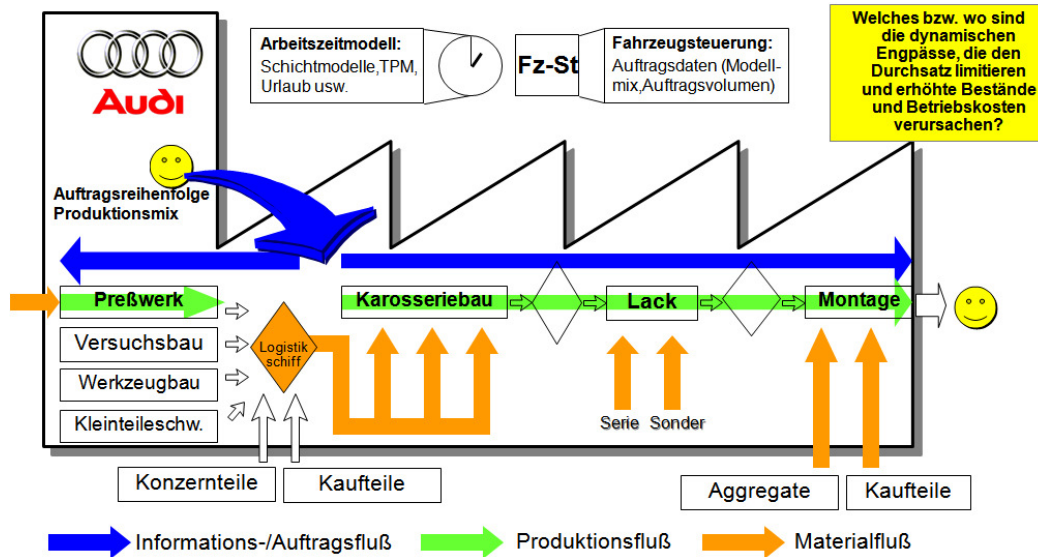 Audi
Arbeitszeitmodell:
Schichtmodelle,TPM,
Urlaub usw.
Fz-St
Fahrzeugsteuerung:
Auftragsdaten (Modell-
mix,Auftragsvolumen)
Welches bzw. wo sind
die dynamischen
Engpässe, die den
Durchsatz limitieren
und erhöhte Bestände
und Betriebskosten
verursachen?
Auftragsreihenfolge
Produktionsmix
Preßwerk
Versuchsbau
Werkzeugbau
Kleinteileschw.
Logistik
schiff
Karosseriebau
Lack
Montage
Serie
Sonder
Konzernteile
Kaufteile
Aggregate
Kaufteile
Informations-/Auftragsfluß
Produktionsfluß
Materialfluß